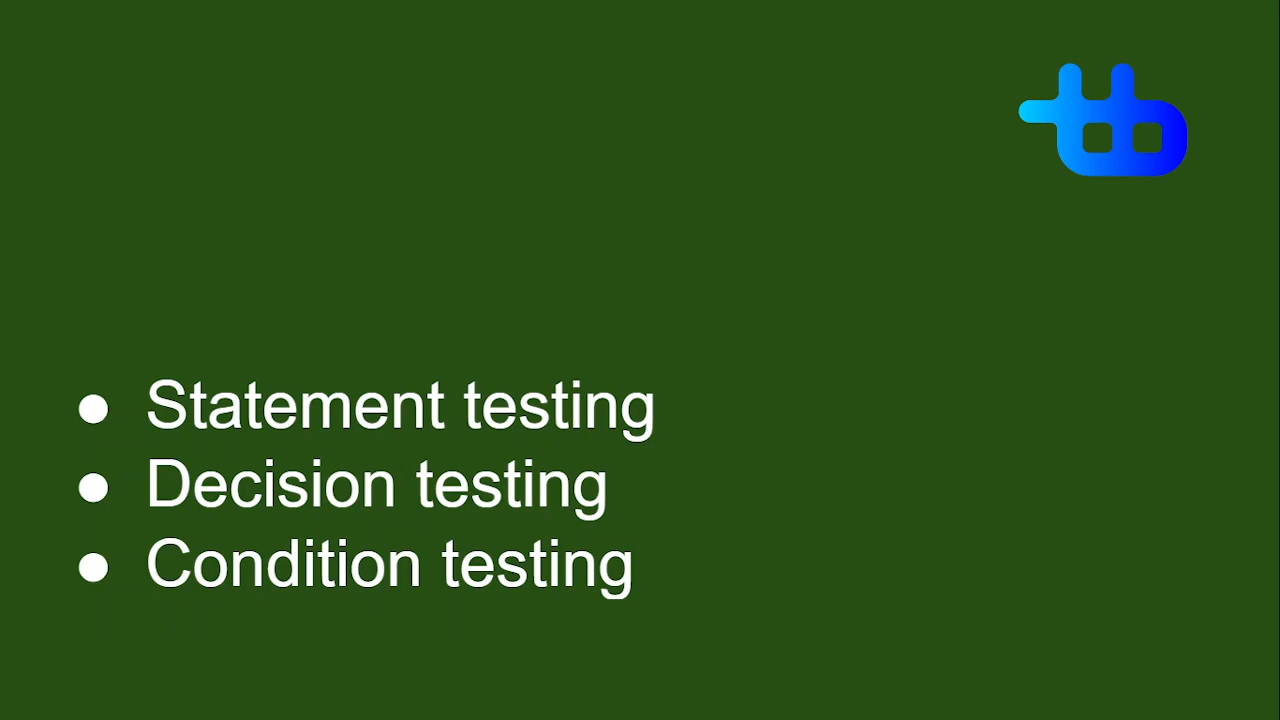 ● Statement testing
● Decision testing
● Condition testing